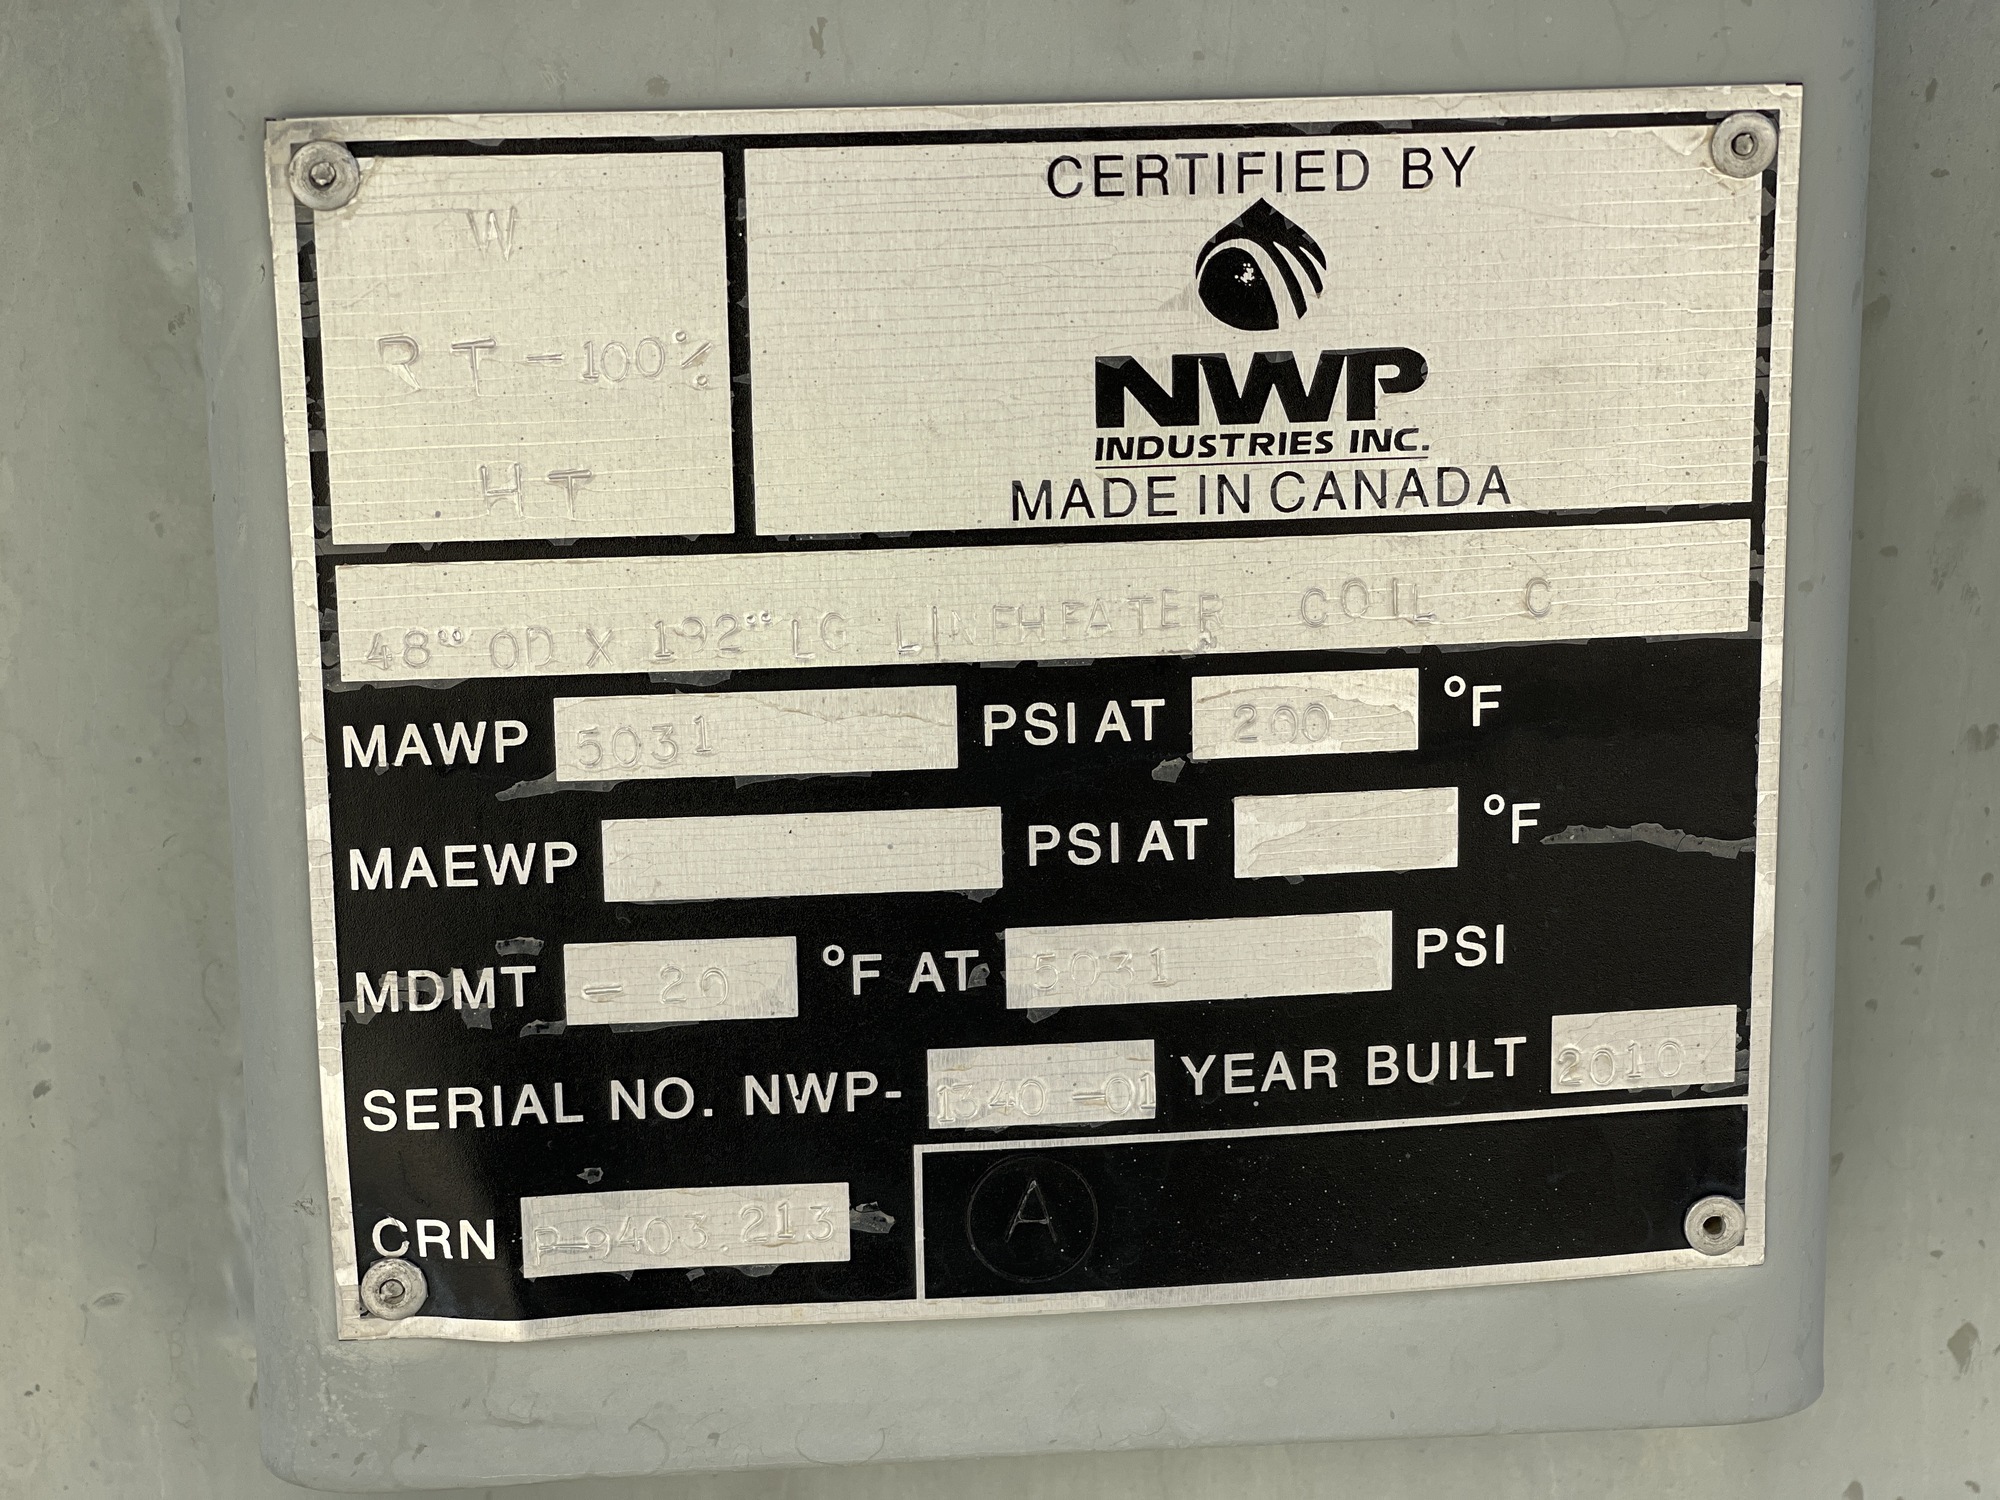 W
RT-100%
HT
CERTIFIED BY
NWP
INDUSTRIES INC.
MADE IN CANADA
48" OD X 192" LG LINEHEATER COIL C
MAWP 5031 PSI AT 200 °F
MAEWP PSI AT °F
MDMT -20 °F AT 5031 PSI
SERIAL NO. NWP- 1340-01 YEAR BUILT 2010
CRN P-9403.213
A